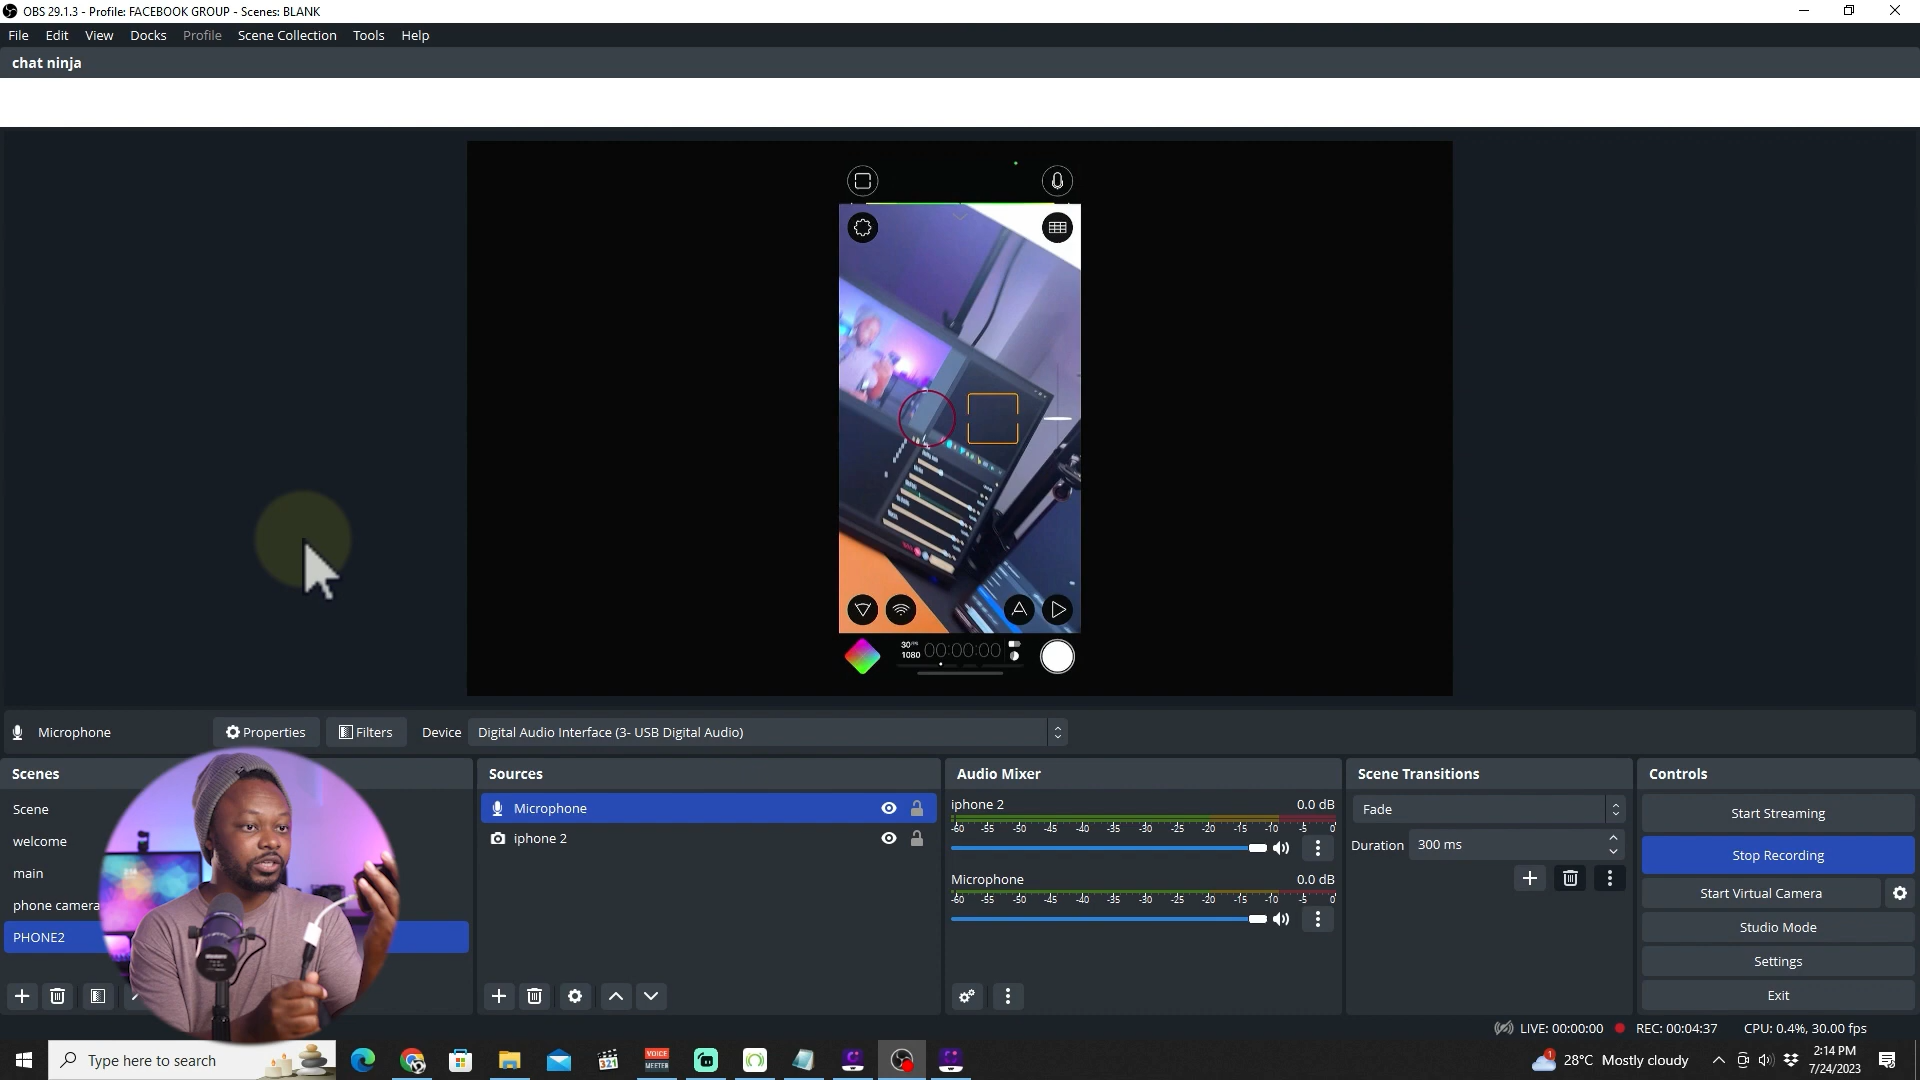 OBS 29.1.3 - Profile: FACEBOOK GROUP - Scenes: BLANK
File Edit View Docks Profile Scene Collection Tools Help
chat ninja
30
1080
00:00:00
Microphone Properties Filters Device Digital Audio Interface (3- USB Digital Audio)
Scenes
Scene
welcome
main
phone camera
PHONE2
Sources
Microphone
iphone 2
Audio Mixer
iphone 2 0.0 dB
-60 -55 -50 -45 -40 -35 -30 -25 -20 -15 -10 -5 0
Microphone 0.0 dB
-60 -55 -50 -45 -40 -35 -30 -25 -20 -15 -10 -5 0
Scene Transitions
Fade
Duration 300 ms
Controls
Start Streaming
Stop Recording
Start Virtual Camera
Studio Mode
Settings
Exit
LIVE: 00:00:00 REC: 00:04:37 CPU: 0.4%, 30.00 fps
Type here to search
321
VOICE
MEETER
1
28°C Mostly cloudy
2:14 PM
7/24/2023